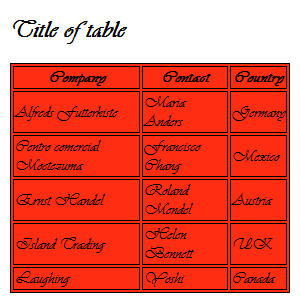 Title of table
Company Contact Country
Alfreds Futterkiste Maria Anders Germany
Centro comercial Moctezuma Francisco Chang Mexico
Ernst Handel Roland Mendel Austria
Island Trading Helen Bennett UK
Laughing Yoshi Canada